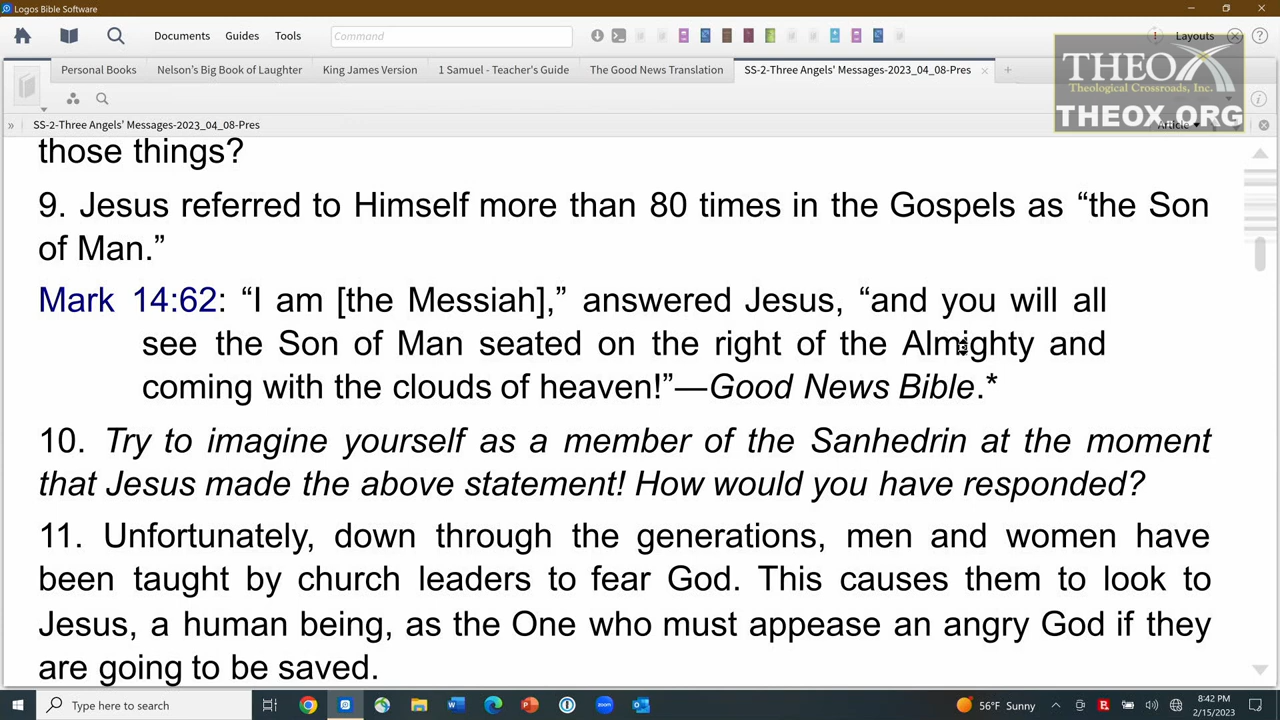 Logos Bible Software
Documents Guides Tools Command Layouts
Personal Books Nelson's Big Book of Laughter King James Version 1 Samuel - Teacher's Guide The Good News Translation SS-2-Three Angels' Messages-2023_04_08-Pres
THEOX
Theological Crossroads, Inc.
THEOX.ORG
SS-2-Three Angels' Messages-2023_04_08-Pres Article
those things?
9. Jesus referred to Himself more than 80 times in the Gospels as “the Son
of Man.”
Mark 14:62: “I am [the Messiah],” answered Jesus, “and you will all
see the Son of Man seated on the right of the Almighty and
coming with the clouds of heaven!”—Good News Bible.*
10. Try to imagine yourself as a member of the Sanhedrin at the moment
that Jesus made the above statement! How would you have responded?
11. Unfortunately, down through the generations, men and women have
been taught by church leaders to fear God. This causes them to look to
Jesus, a human being, as the One who must appease an angry God if they
are going to be saved.
Type here to search 56°F Sunny 8:42 PM
2/15/2023